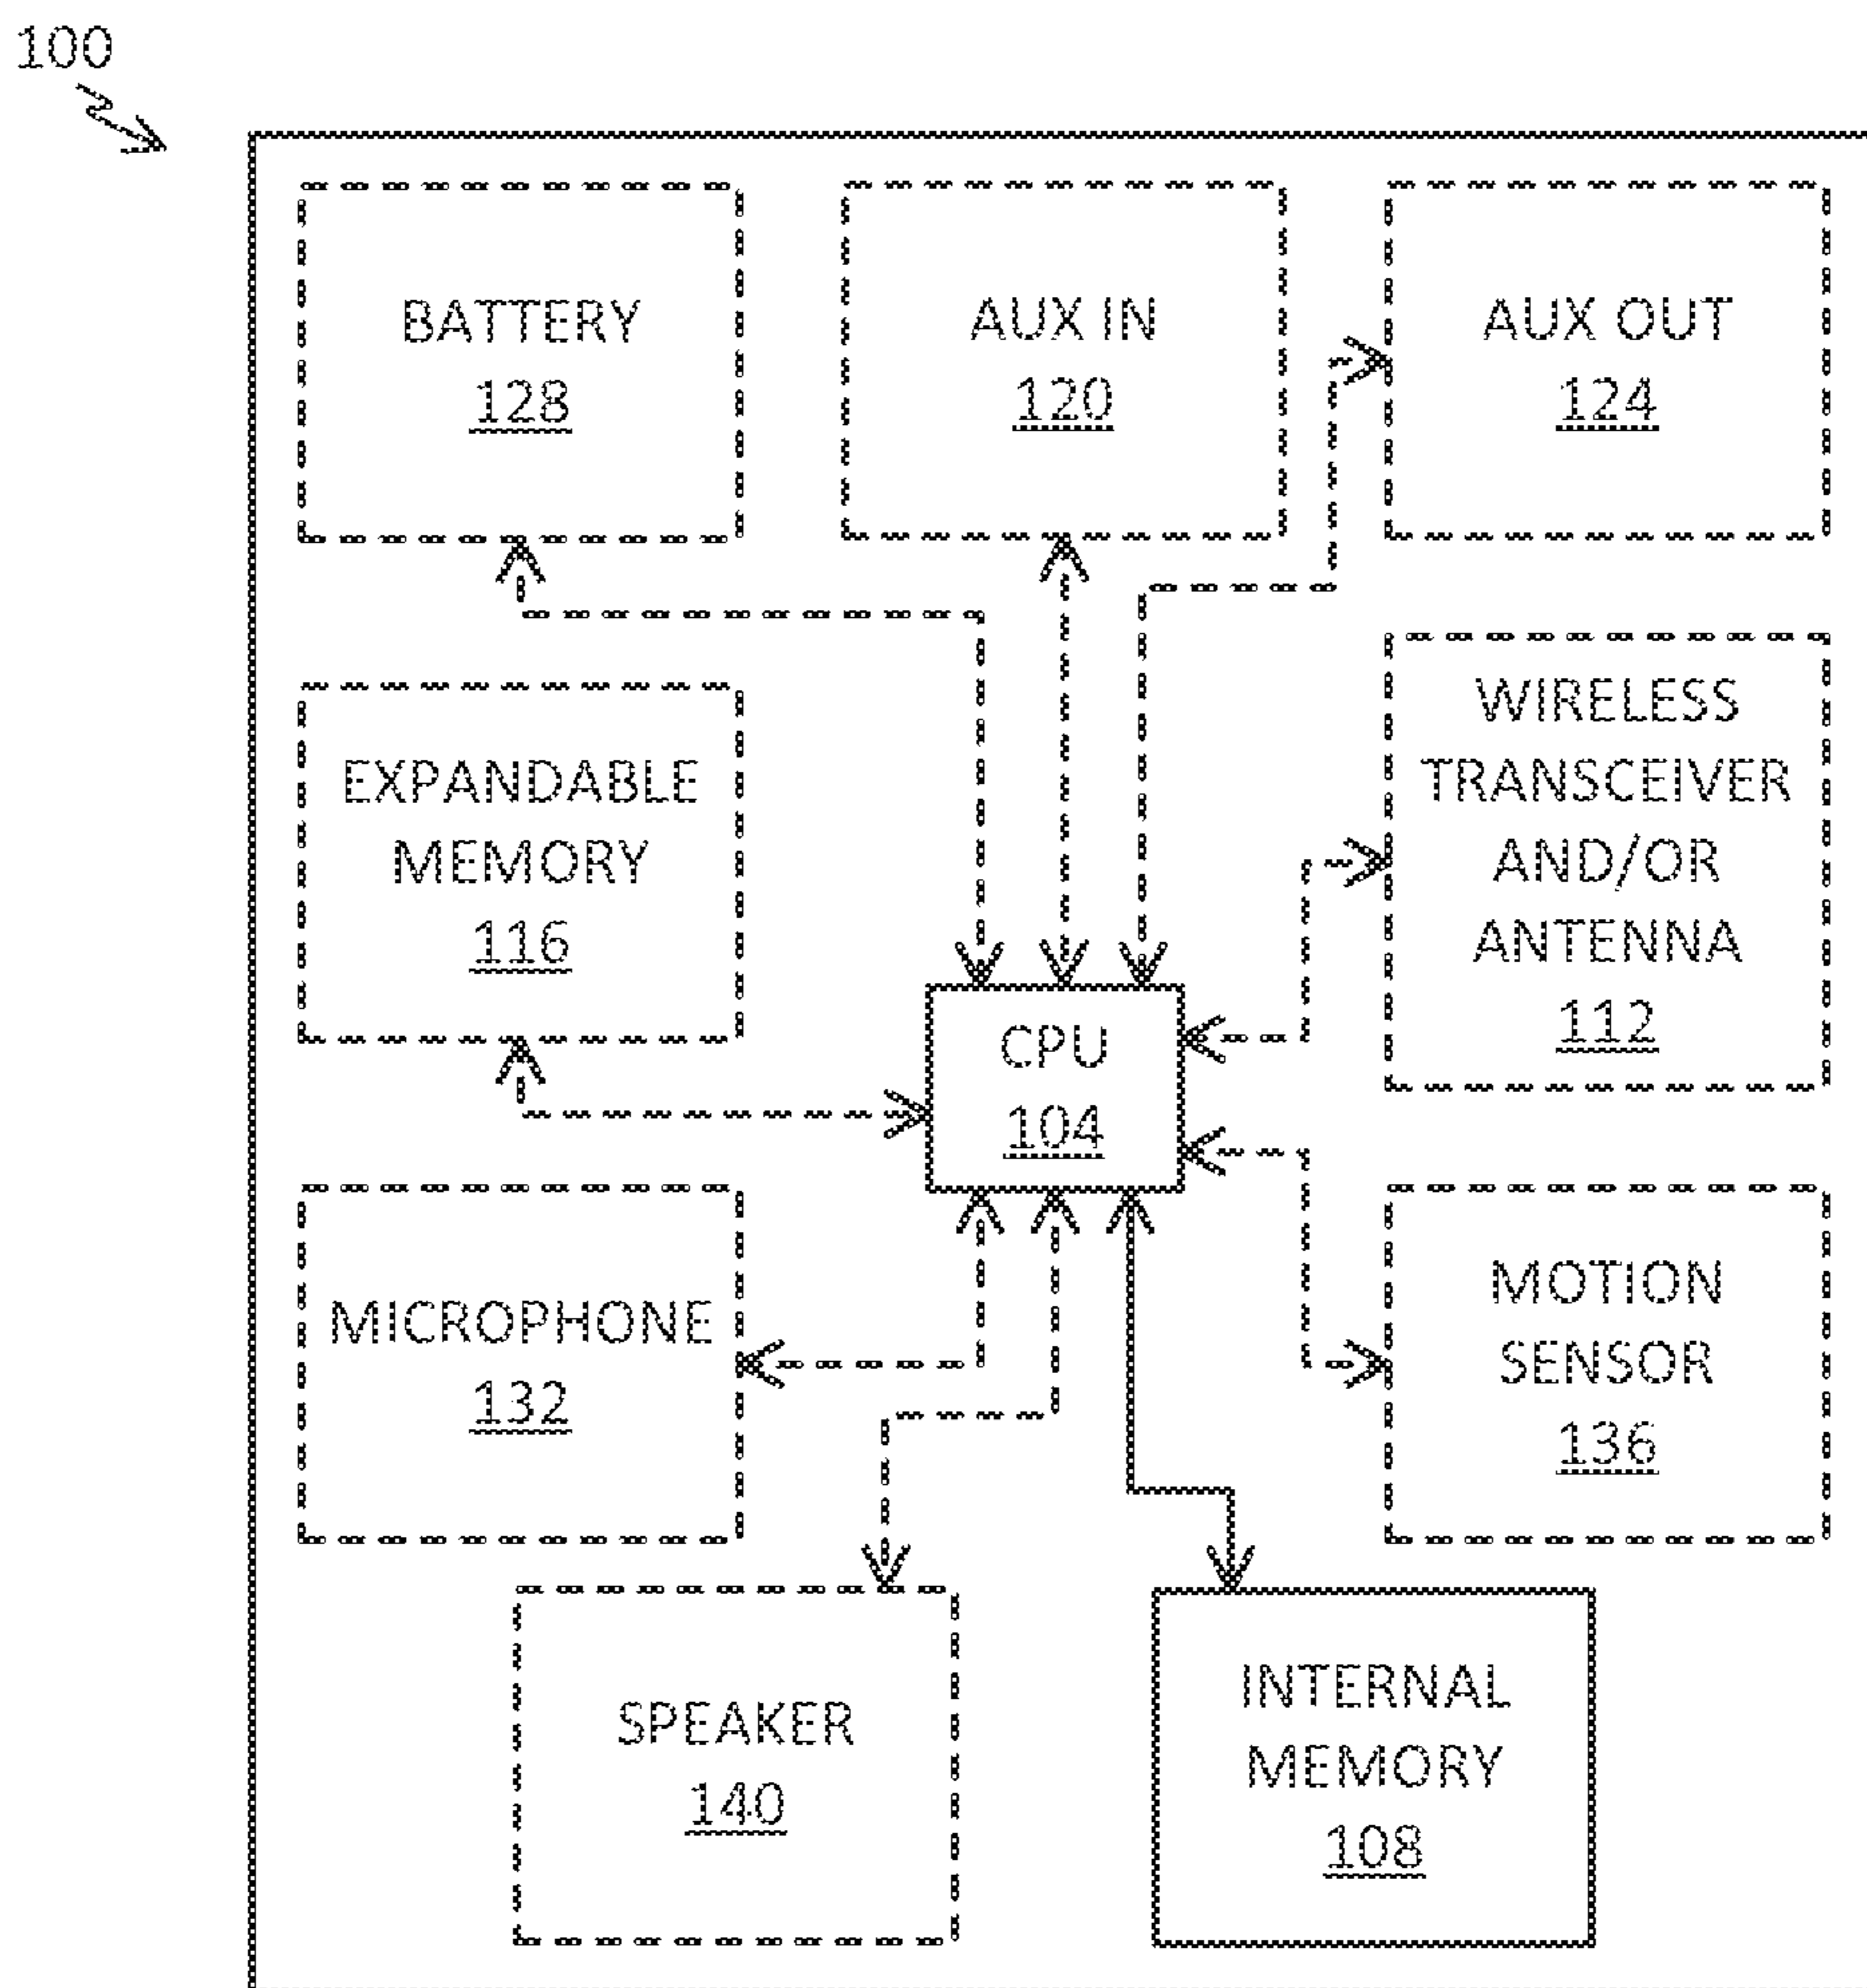 100
BATTERY
128
AUX IN
120
AUX OUT
124
EXPANDABLE
MEMORY
116
WIRELESS
TRANSCEIVER
AND/OR
ANTENNA
112
CPU
104
MICROPHONE
132
MOTION
SENSOR
136
SPEAKER
140
INTERNAL
MEMORY
108